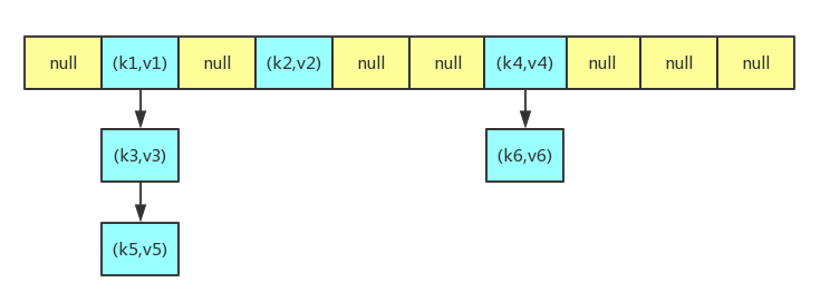 null (k1,v1) null (k2,v2) null null (k4,v4) null null null
(k3,v3) (k6,v6)
(k5,v5)